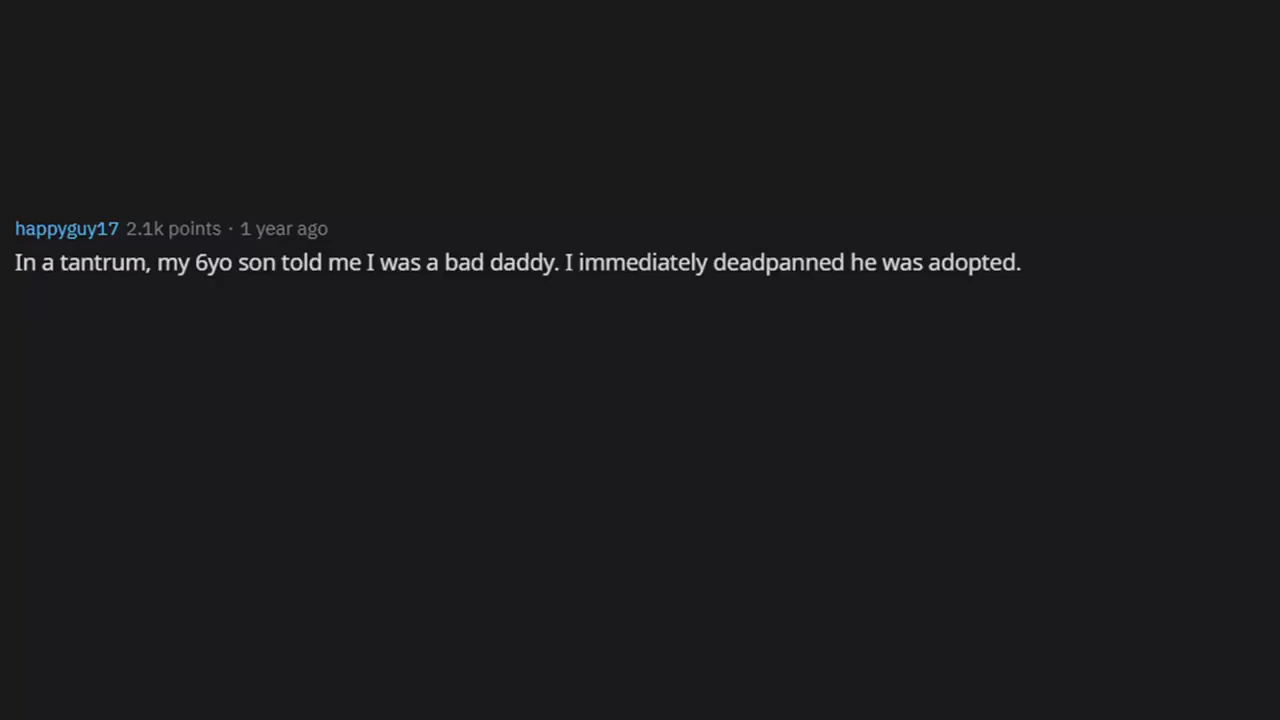 happyguy17 2.1k points · 1 year ago
In a tantrum, my 6yo son told me I was a bad daddy. I immediately deadpanned he was adopted.